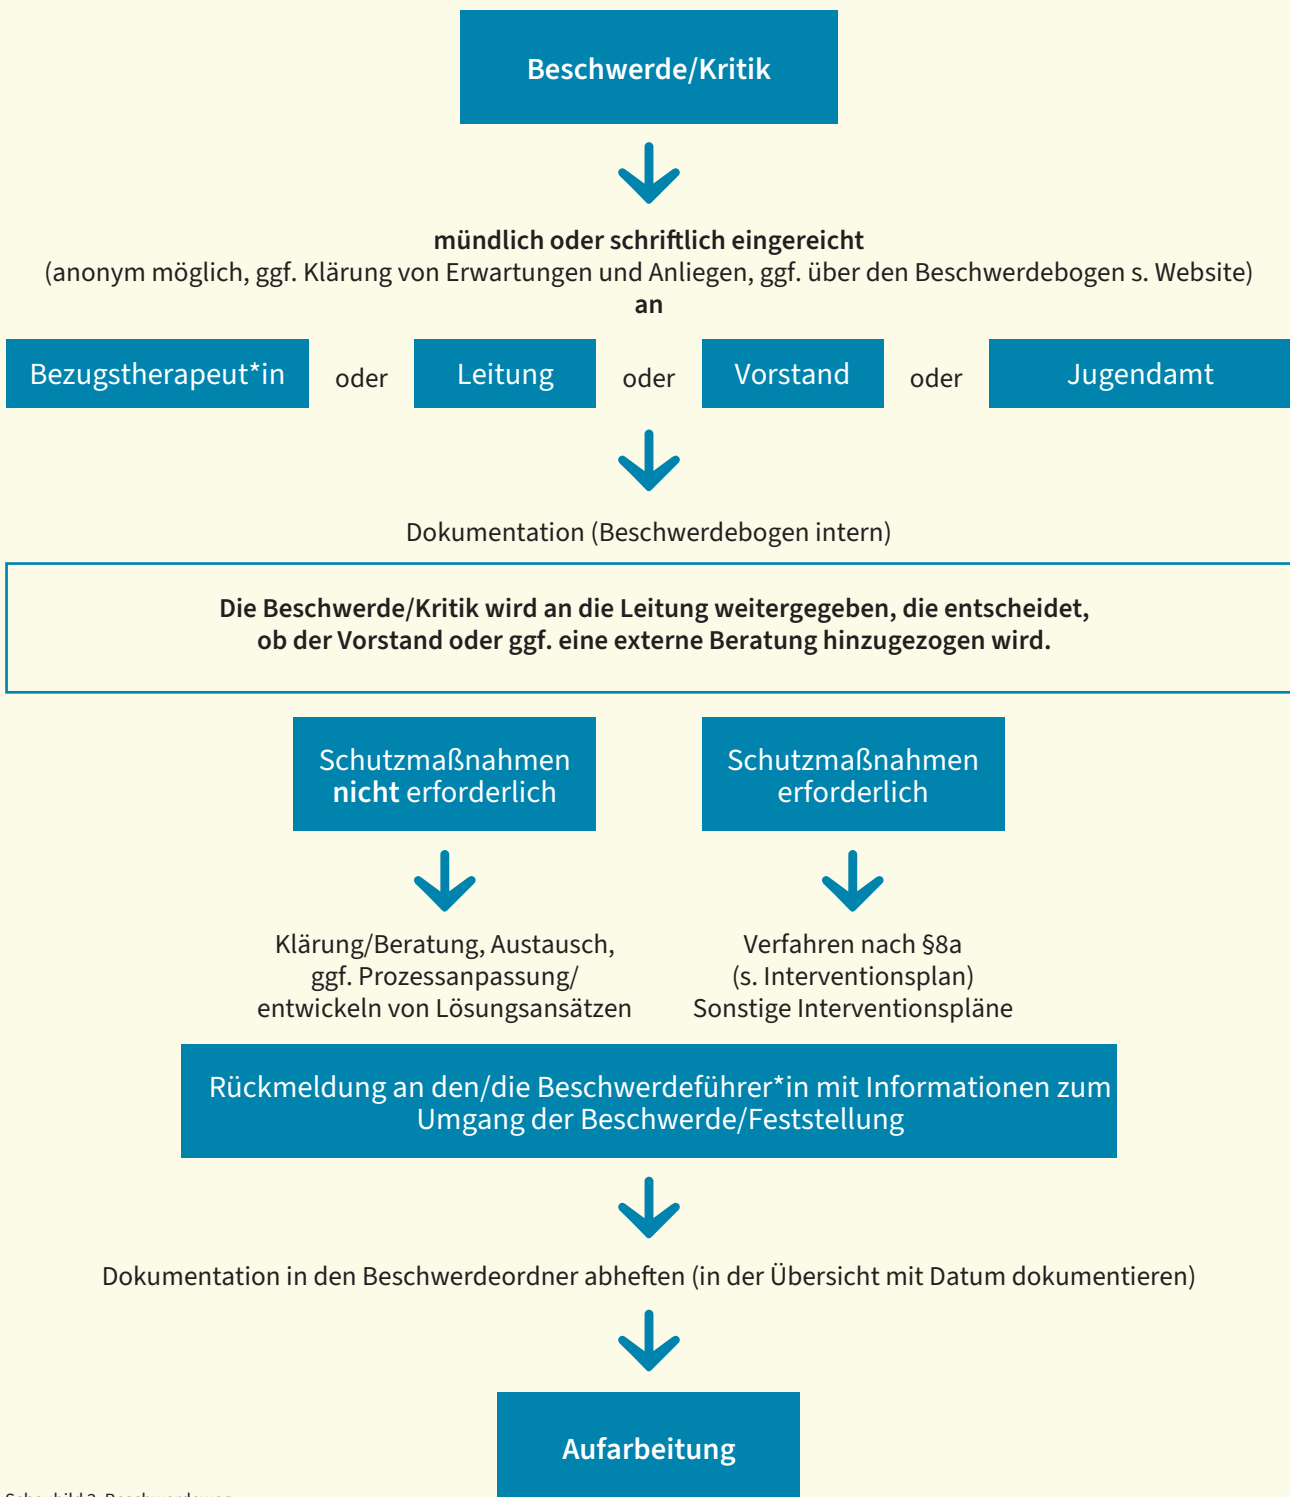 Beschwerde/Kritik
mündlich oder schriftlich eingereicht
(anonym möglich, ggf. Klärung von Erwartungen und Anliegen, ggf. über den Beschwerdebogen s. Website)
an
Bezugstherapeut*in oder Leitung oder Vorstand oder Jugendamt
Dokumentation (Beschwerdebogen intern)
Die Beschwerde/Kritik wird an die Leitung weitergegeben, die entscheidet,
ob der Vorstand oder ggf. eine externe Beratung hinzugezogen wird.
Schutzmaßnahmen
nicht erforderlich
Schutzmaßnahmen
erforderlich
Klärung/Beratung, Austausch,
ggf. Prozessanpassung/
entwickeln von Lösungsansätzen
Verfahren nach §8a
(s. Interventionsplan)
Sonstige Interventionspläne
Rückmeldung an den/die Beschwerdeführer*in mit Informationen zum
Umgang der Beschwerde/Feststellung
Dokumentation in den Beschwerdeordner abheften (in der Übersicht mit Datum dokumentieren)
Aufarbeitung